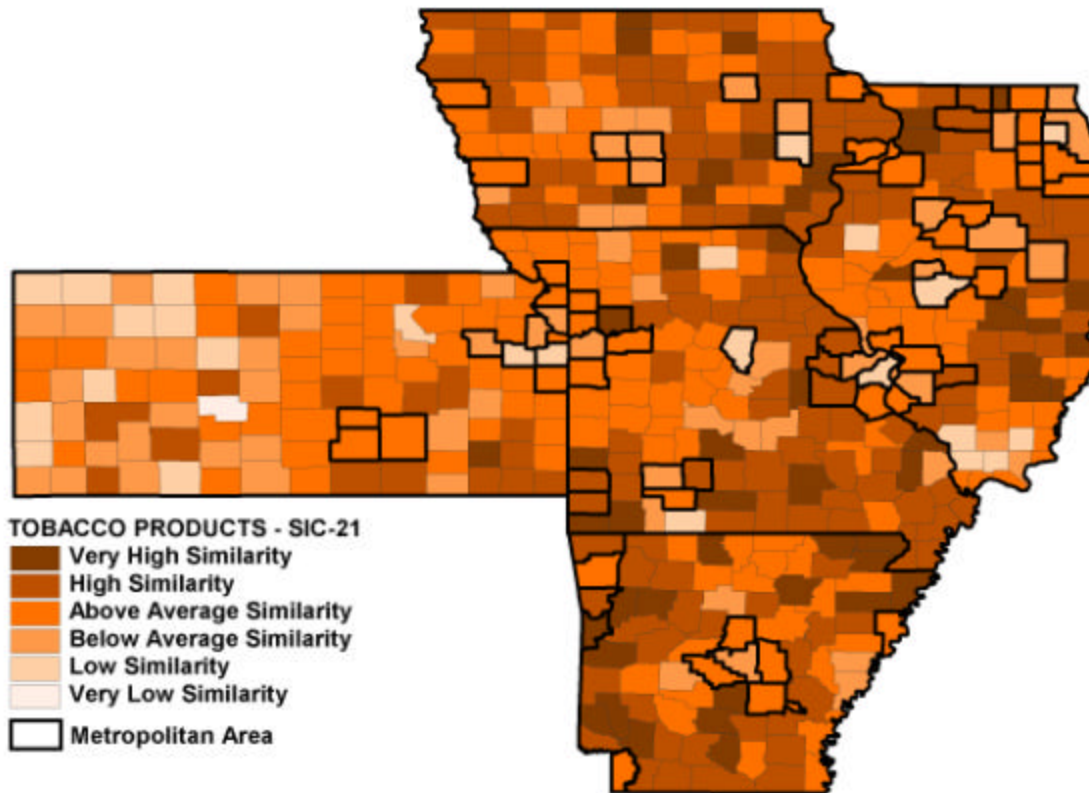 TOBACCO PRODUCTS - SIC-21
Very High Similarity
High Similarity
Above Average Similarity
Below Average Similarity
Low Similarity
Very Low Similarity
Metropolitan Area